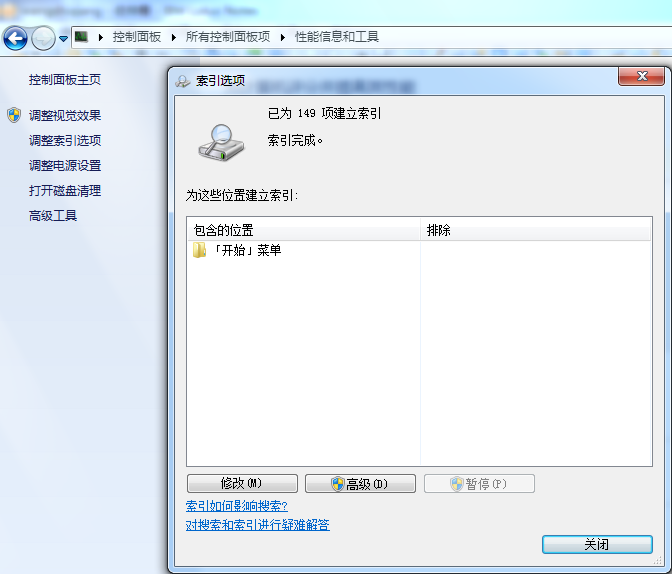 控制面板 所有控制面板项 性能信息和工具
控制面板主页
调整视觉效果
调整索引选项
调整电源设置
打开磁盘清理
高级工具
索引选项
已为 149 项建立索引
索引完成。
为这些位置建立索引:
包含的位置 排除
「开始」菜单
修改(M) 高级(D) 暂停(P)
索引如何影响搜索?
对搜索和索引进行疑难解答
关闭